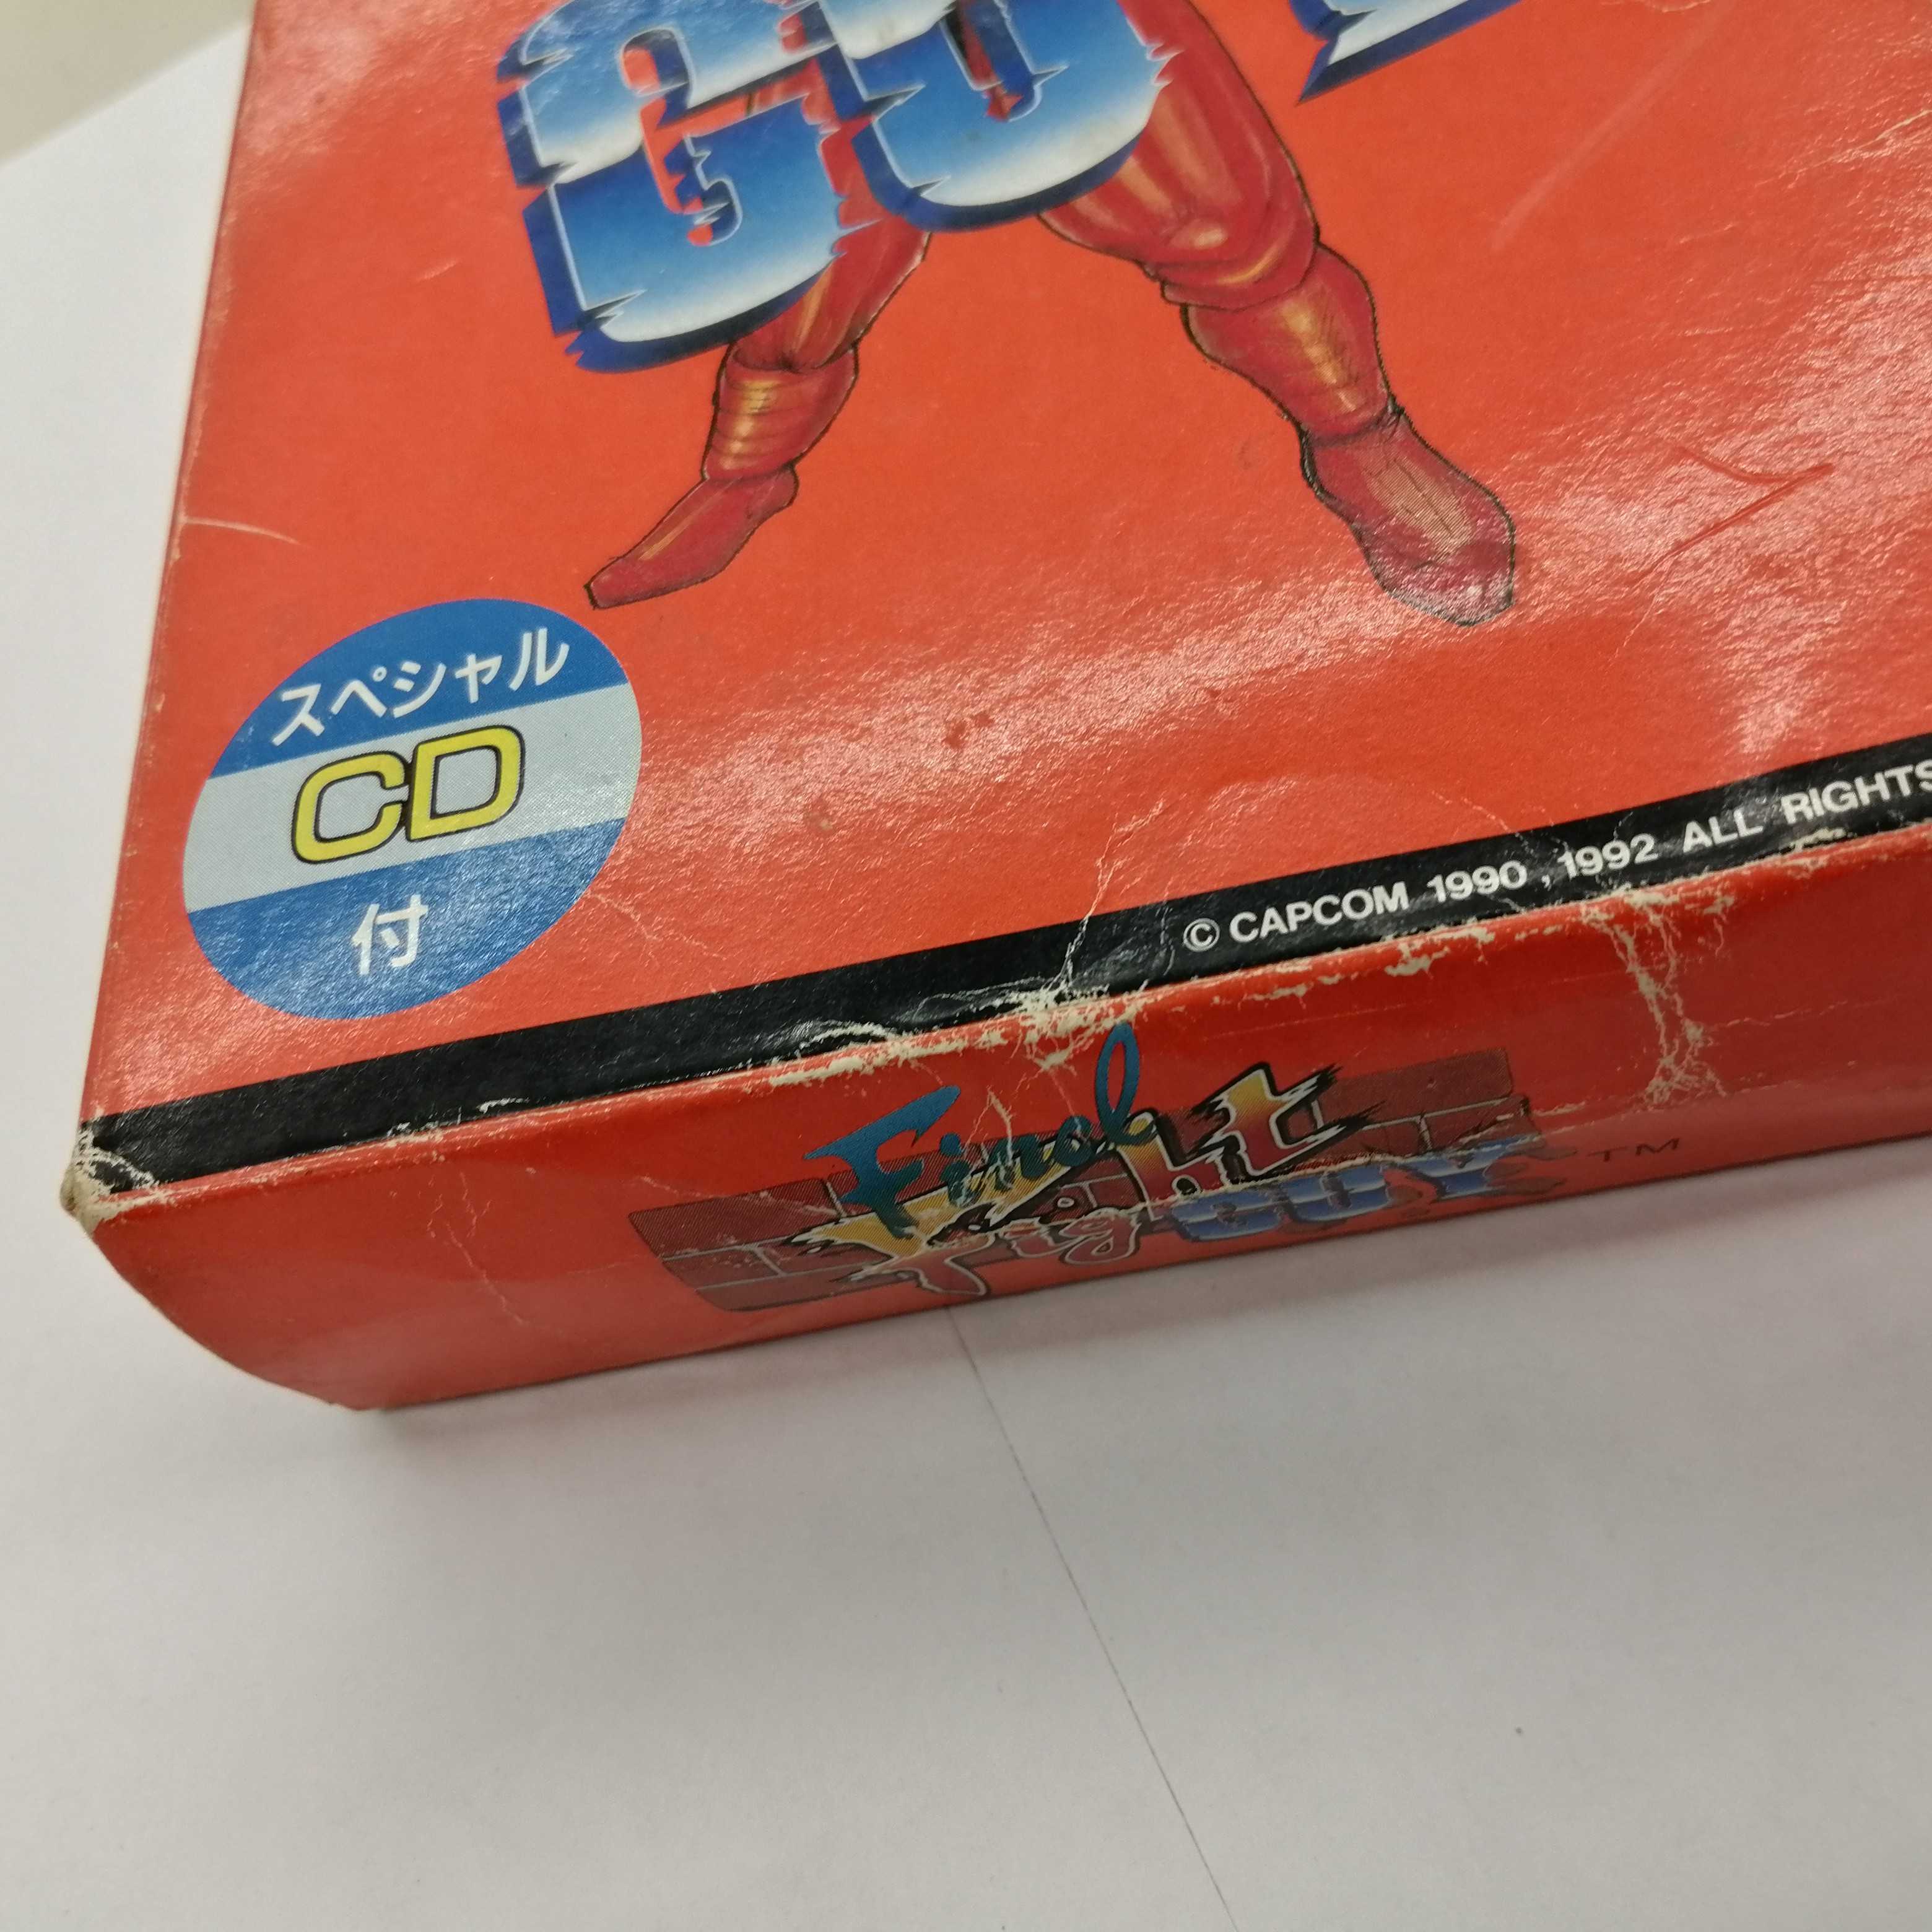 GUY
スペシャル
CD
付
© CAPCOM 1990, 1992 ALL RIGHTS
Final
Fight
GUY TM